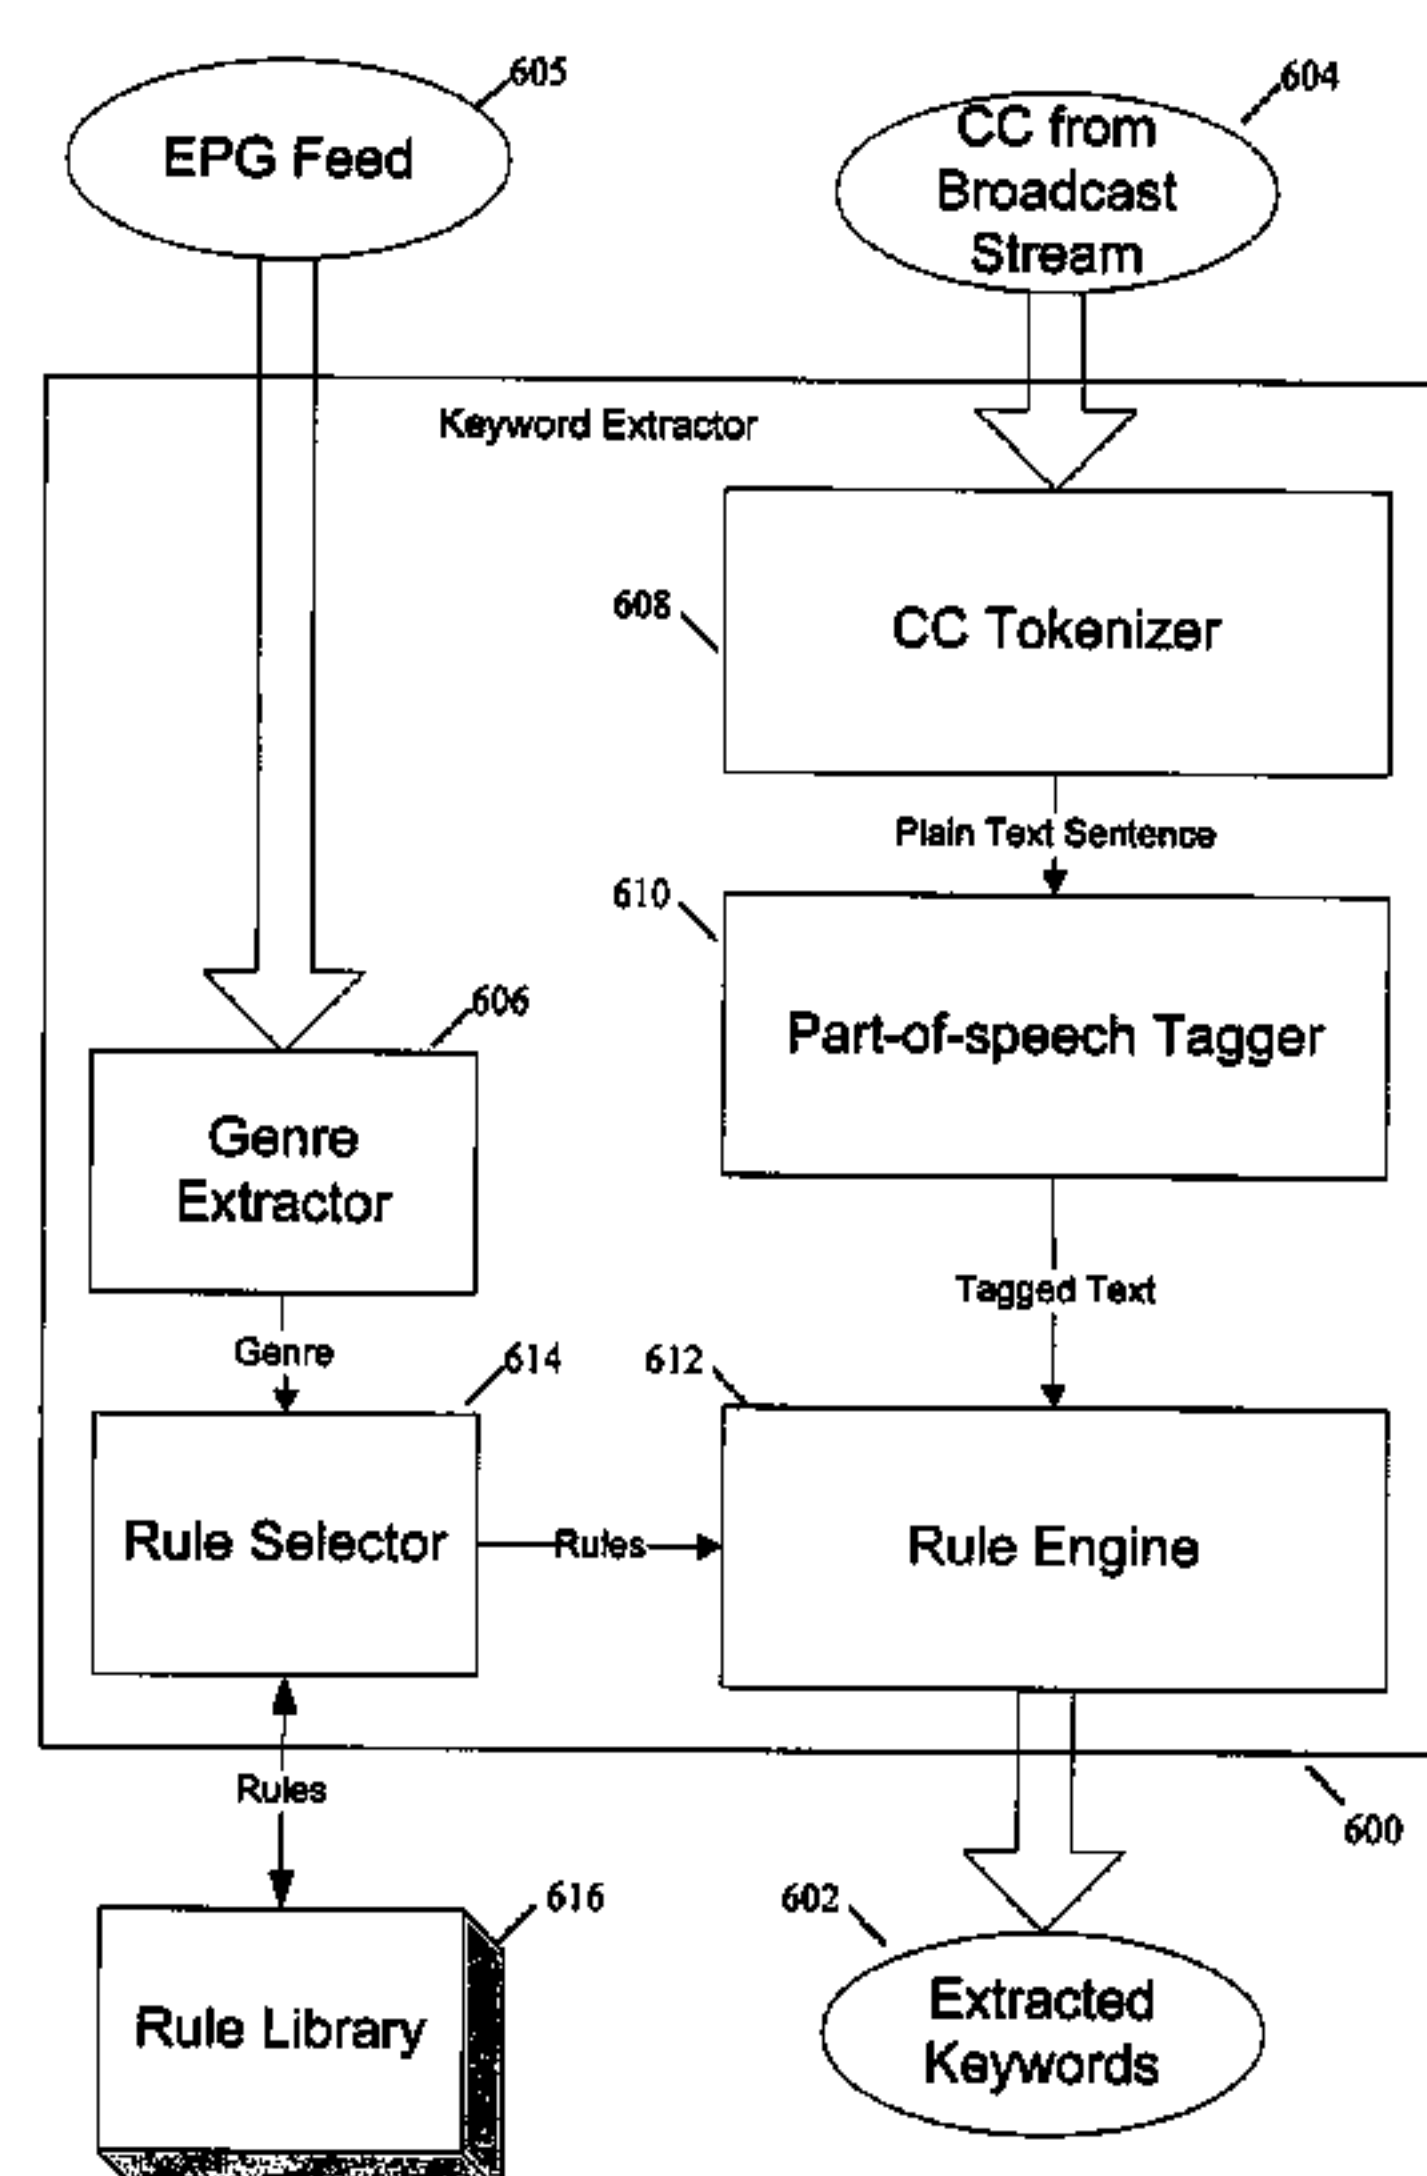 605
EPG Feed
604
CC from
Broadcast
Stream
Keyword Extractor
608
CC Tokenizer
Plain Text Sentence
610
Part-of-speech Tagger
606
Genre
Extractor
Tagged Text
Genre
614
612
Rule Selector
Rules
Rule Engine
Rules
600
616
602
Rule Library
Extracted
Keywords